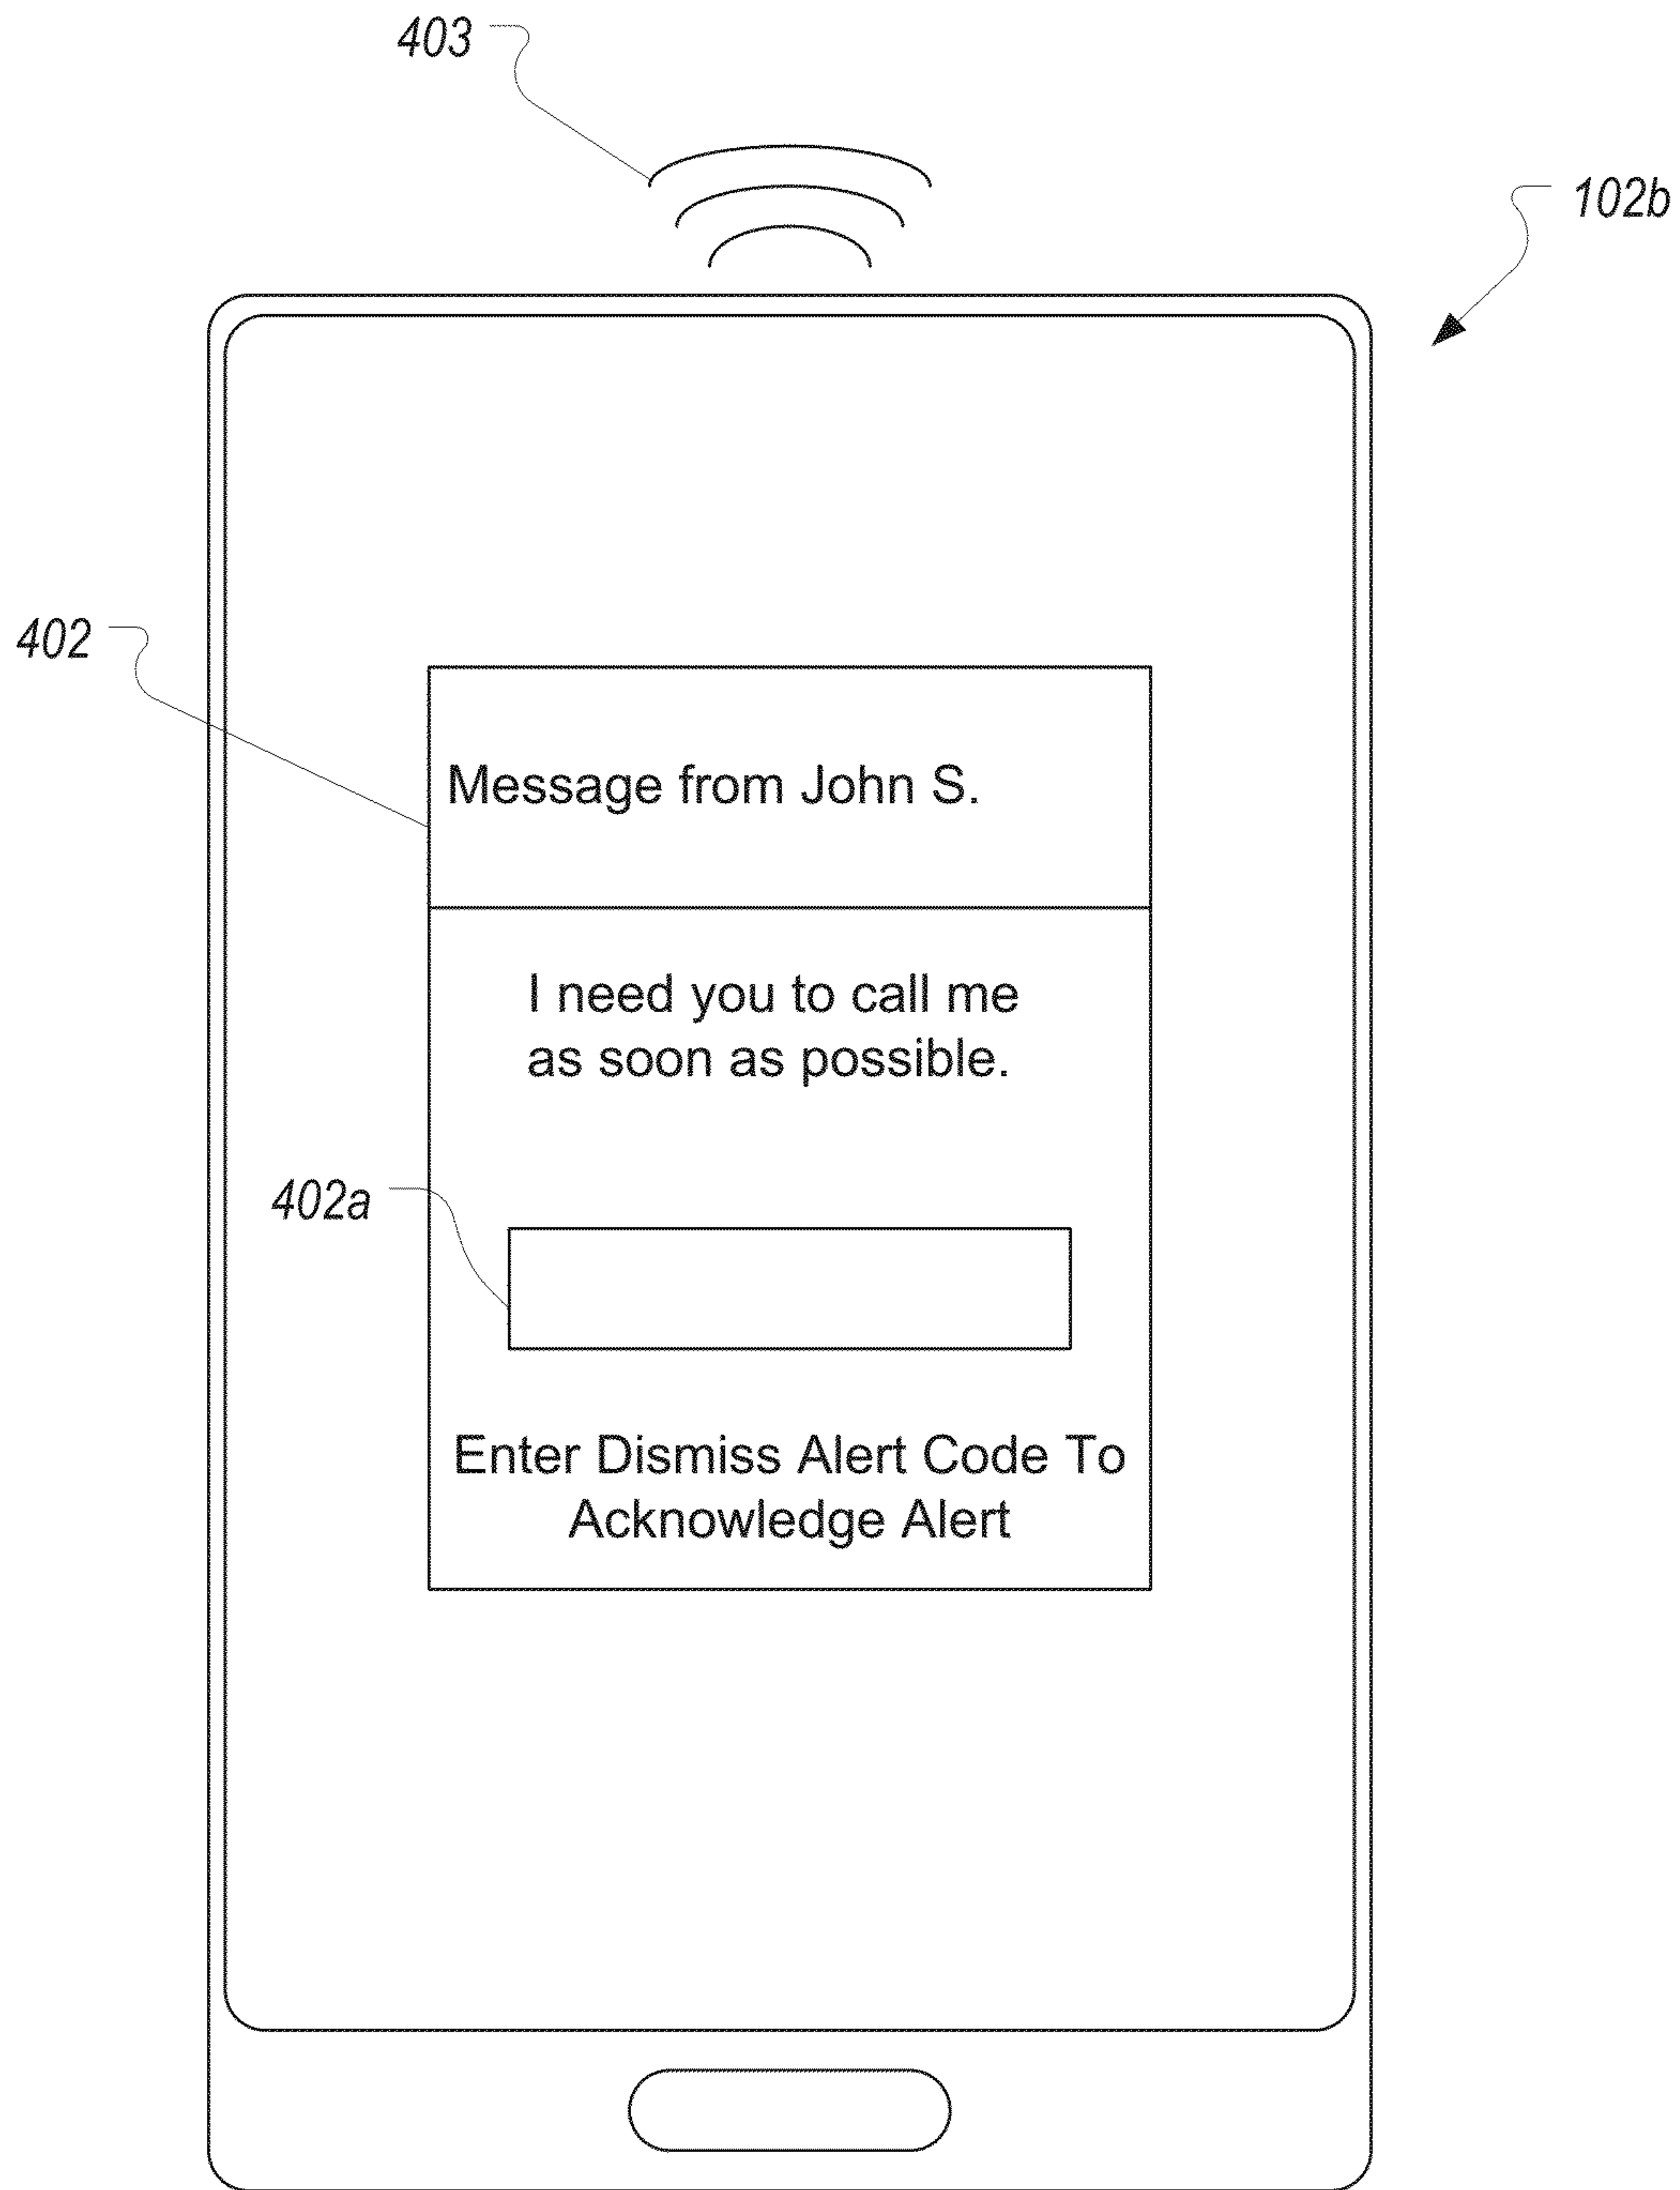 403
102b
402
Message from John S.
I need you to call me
as soon as possible.
402a
Enter Dismiss Alert Code To
Acknowledge Alert